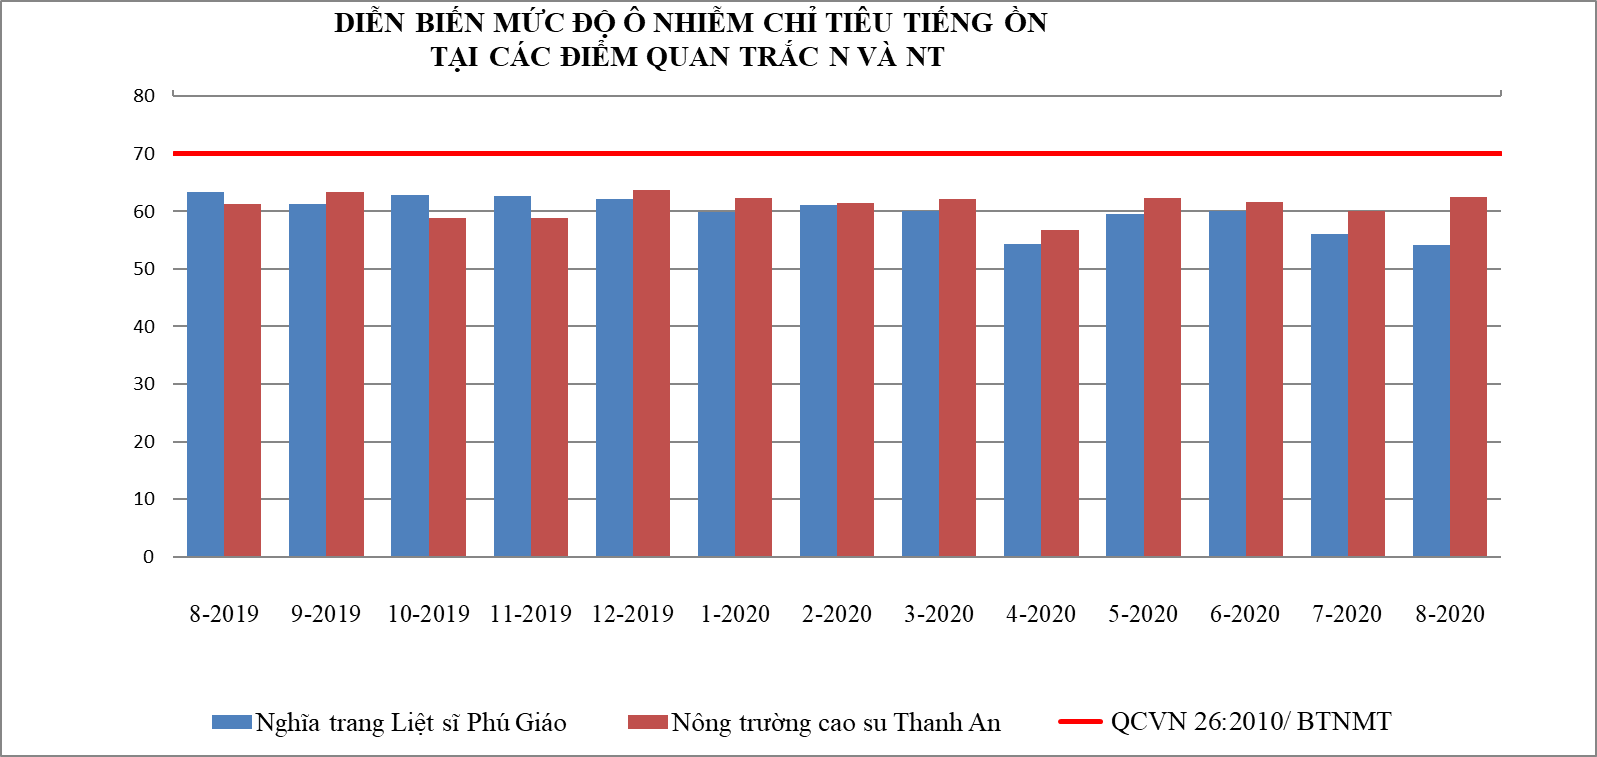 DIỄN BIẾN MỨC ĐỘ Ô NHIỄM CHỈ TIÊU TIẾNG ỒN
TẠI CÁC ĐIỂM QUAN TRẮC N VÀ NT
80
70
60
50
40
30
20
10
0
8-2019 9-2019 10-2019 11-2019 12-2019 1-2020 2-2020 3-2020 4-2020 5-2020 6-2020 7-2020 8-2020
Nghĩa trang Liệt sĩ Phú Giáo Nông trường cao su Thanh An QCVN 26:2010/ BTNMT